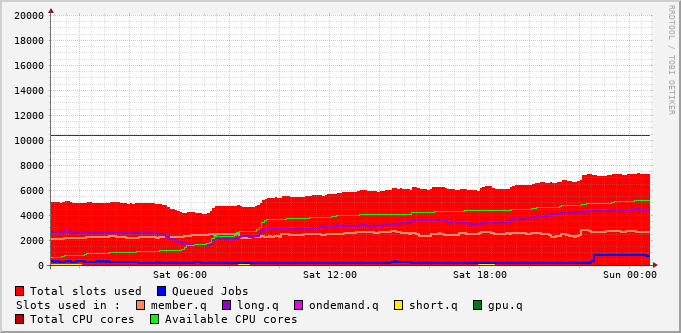 RRDTOOL / TOBI OETIKER
20000
18000
16000
14000
12000
10000
8000
6000
4000
2000
0
Sat 06:00 Sat 12:00 Sat 18:00 Sun 00:00
Total slots used Queued Jobs
Slots used in : member.q long.q ondemand.q short.q gpu.q
Total CPU cores Available CPU cores